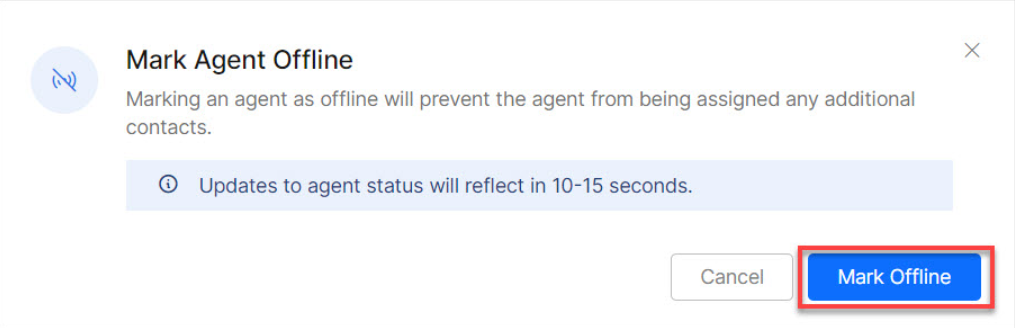 Mark Agent Offline
Marking an agent as offline will prevent the agent from being assigned any additional
contacts.
Updates to agent status will reflect in 10-15 seconds.
Cancel
Mark Offline